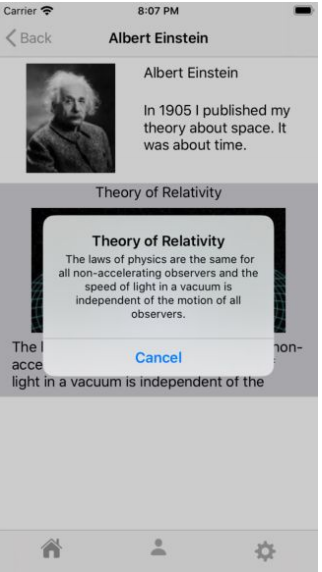 Carrier 8:07 PM
Back Albert Einstein
Albert Einstein
In 1905 I published my
theory about space. It
was about time.
Theory of Relativity
Theory of Relativity
The laws of physics are the same for
all non-accelerating observers and the
speed of light in a vacuum is
independent of the motion of all
observers.
Cancel
The non-
acce
light in a vacuum is independent of the